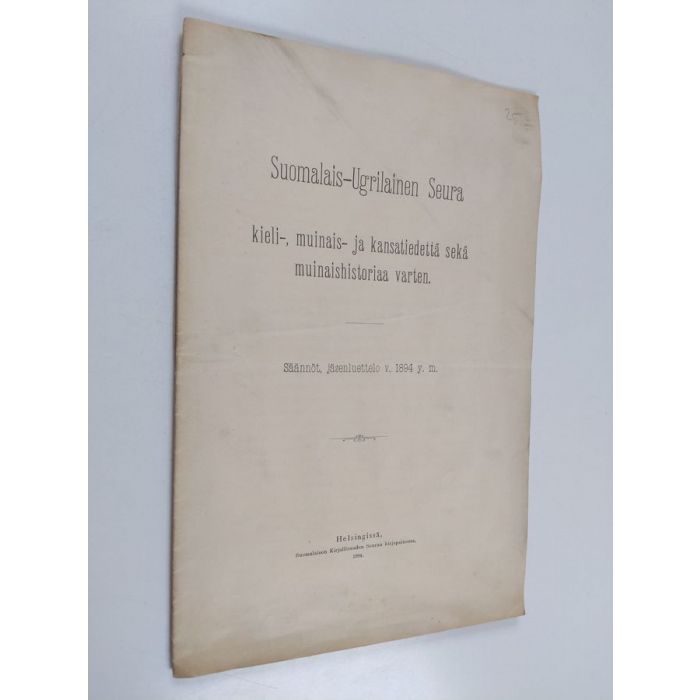 Suomalais-Ugrilainen Seura
kieli-, muinais- ja kansatiedettä sekä
muinaishistoriaa varten.
Säännöt, jäsenluettelo v. 1894 y. m.
Helsingissä,
Suomalaisen Kirjallisuuden Seuran kirjapainossa,
1894.